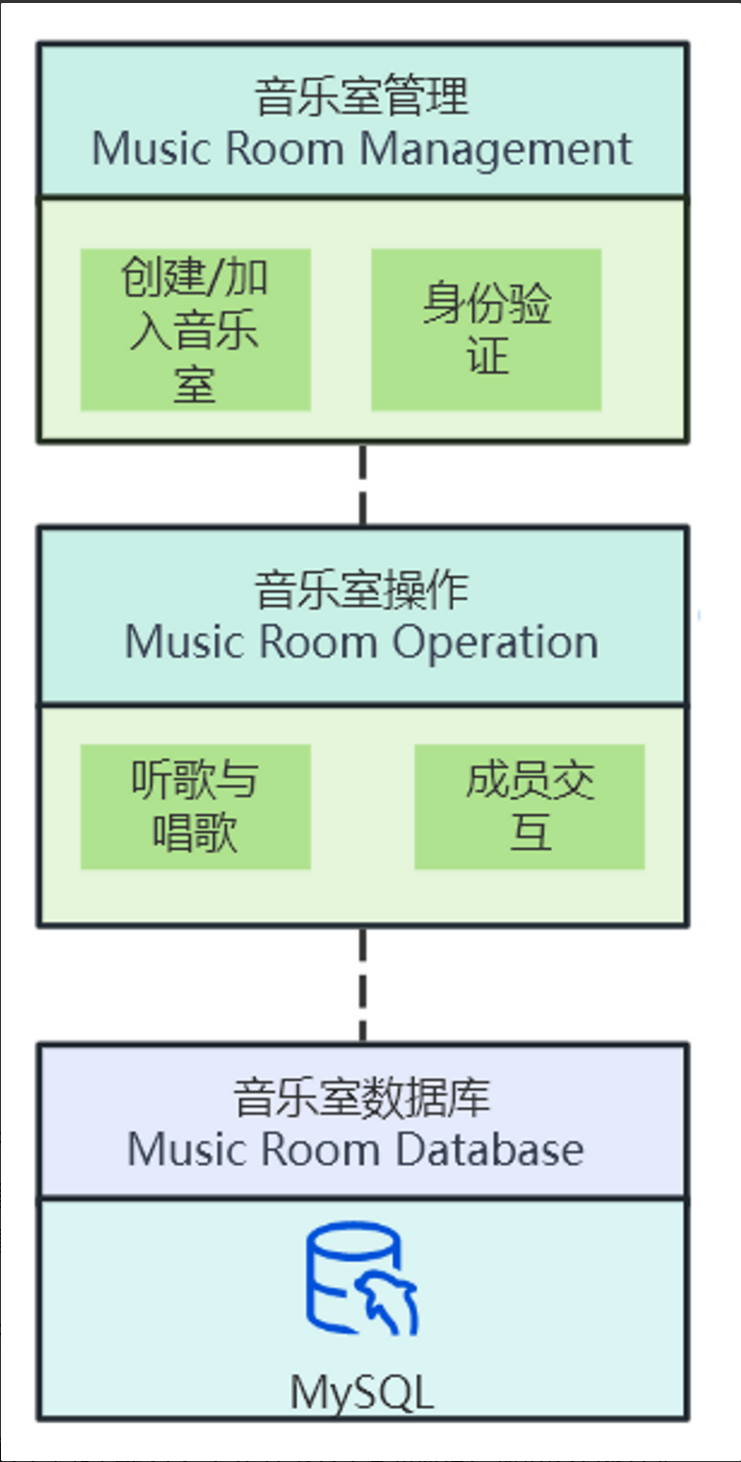 音乐室管理
Music Room Management
创建/加
入音乐
室
身份验
证
音乐室操作
Music Room Operation
听歌与
唱歌
成员交
互
音乐室数据库
Music Room Database
MySQL